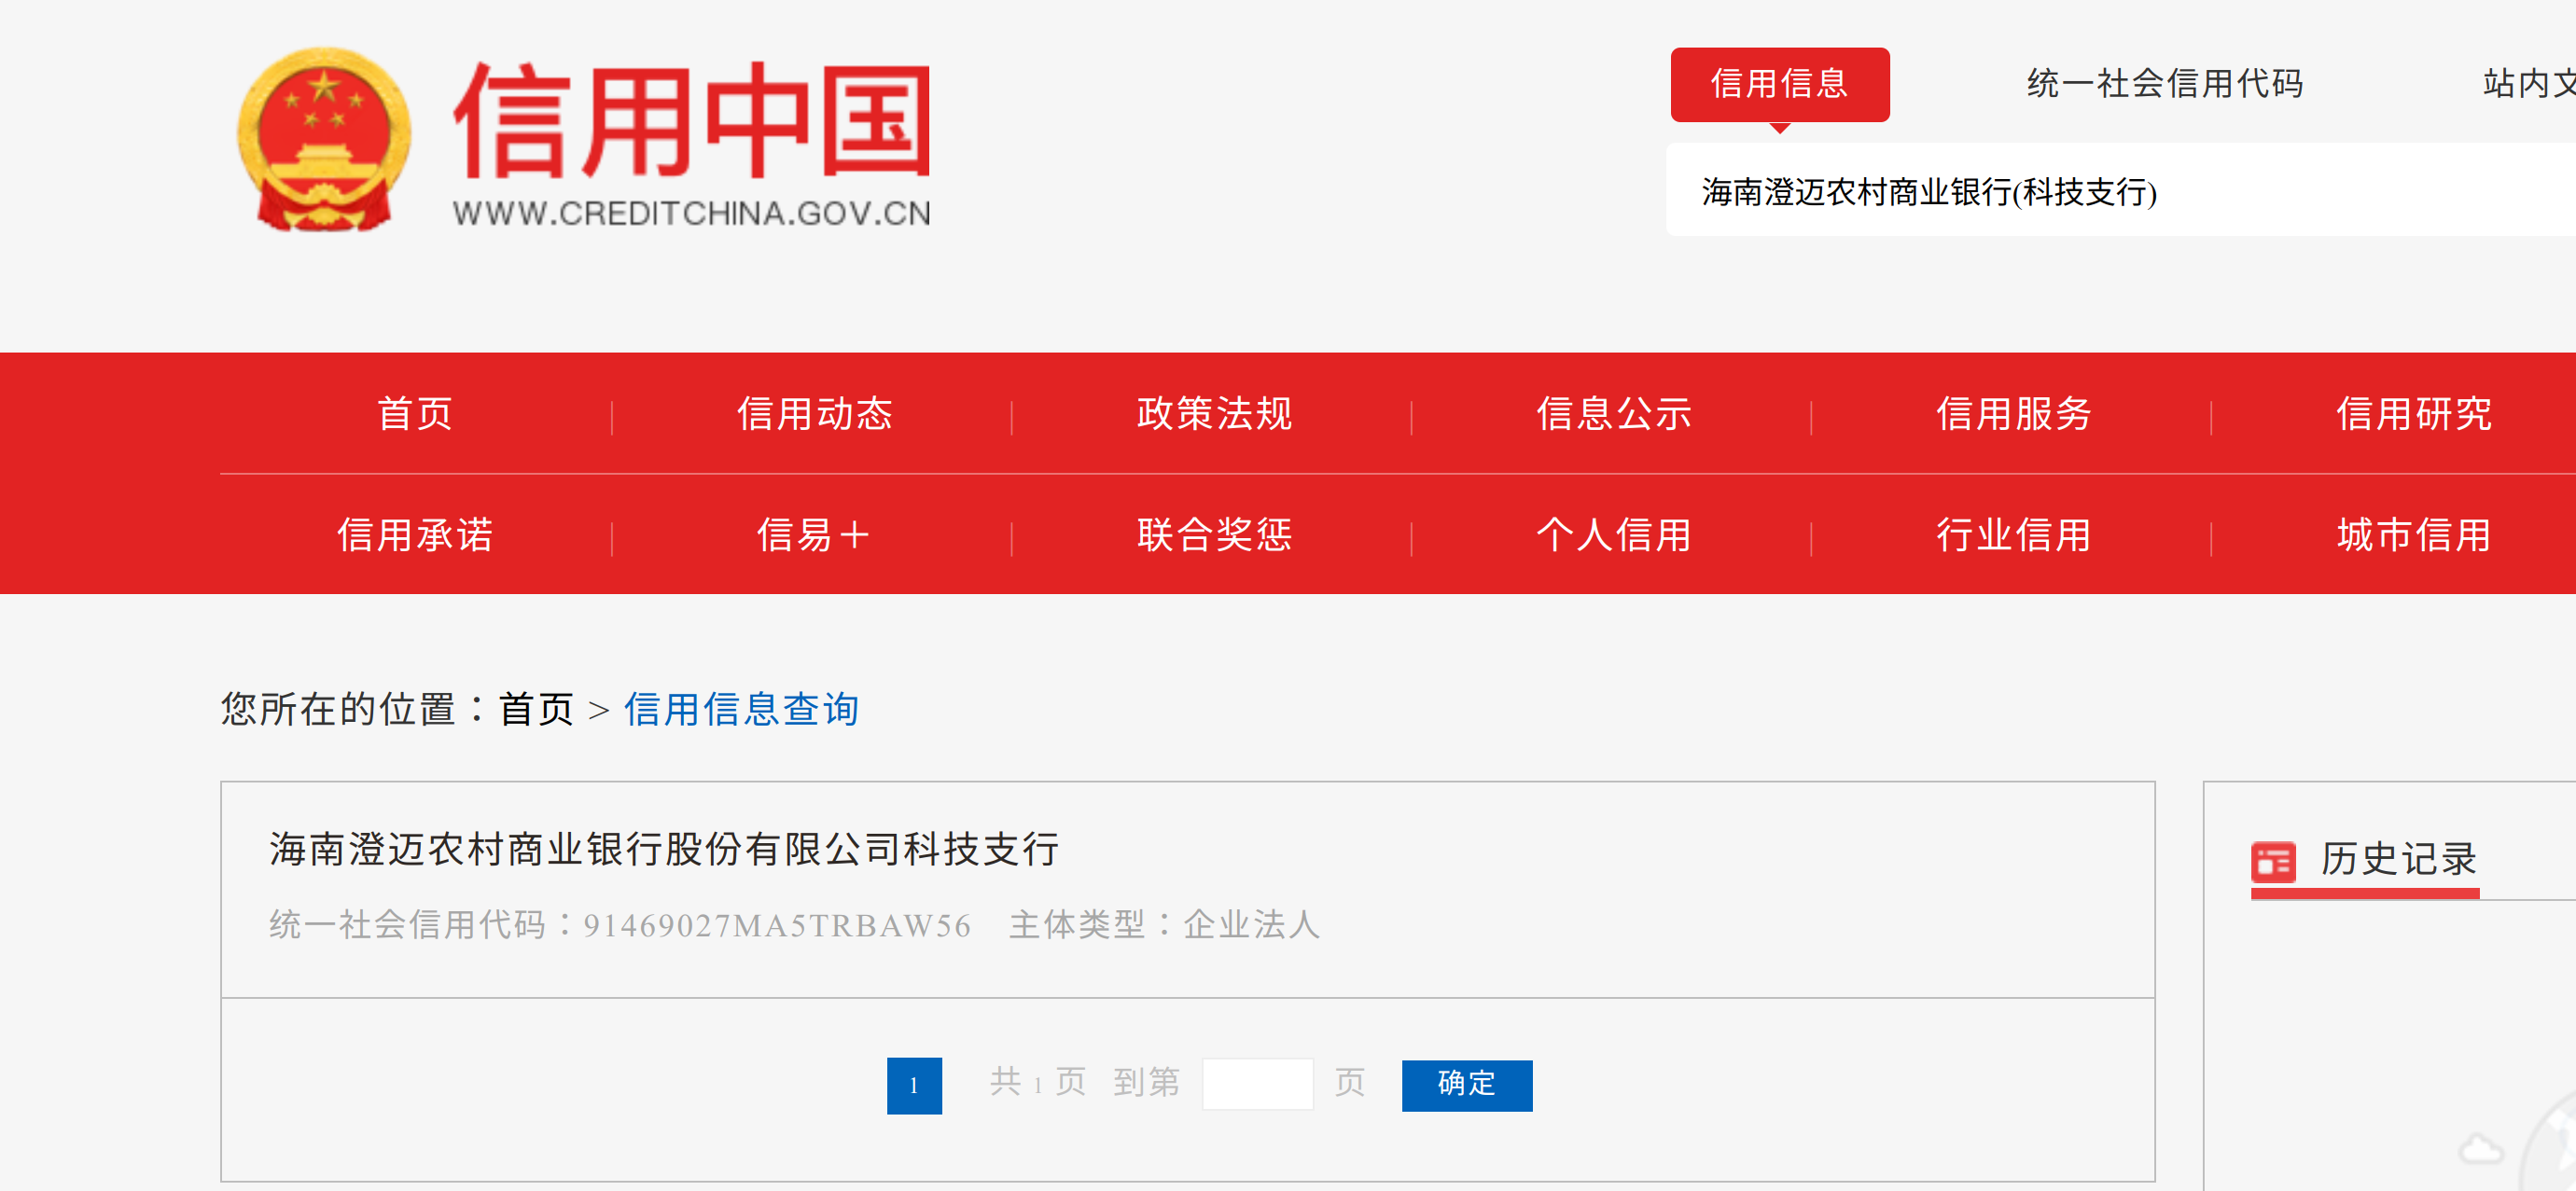 信用中国
WWW.CREDITCHINA.GOV.CN
信用信息 统一社会信用代码 站内文
海南澄迈农村商业银行(科技支行)
首页 信用动态 政策法规 信息公示 信用服务 信用研究
信用承诺 信易＋ 联合奖惩 个人信用 行业信用 城市信用
您所在的位置：首页 > 信用信息查询
海南澄迈农村商业银行股份有限公司科技支行
统一社会信用代码：91469027MA5TRBAW56 主体类型：企业法人
历史记录
1 共 1 页 到第 页 确定